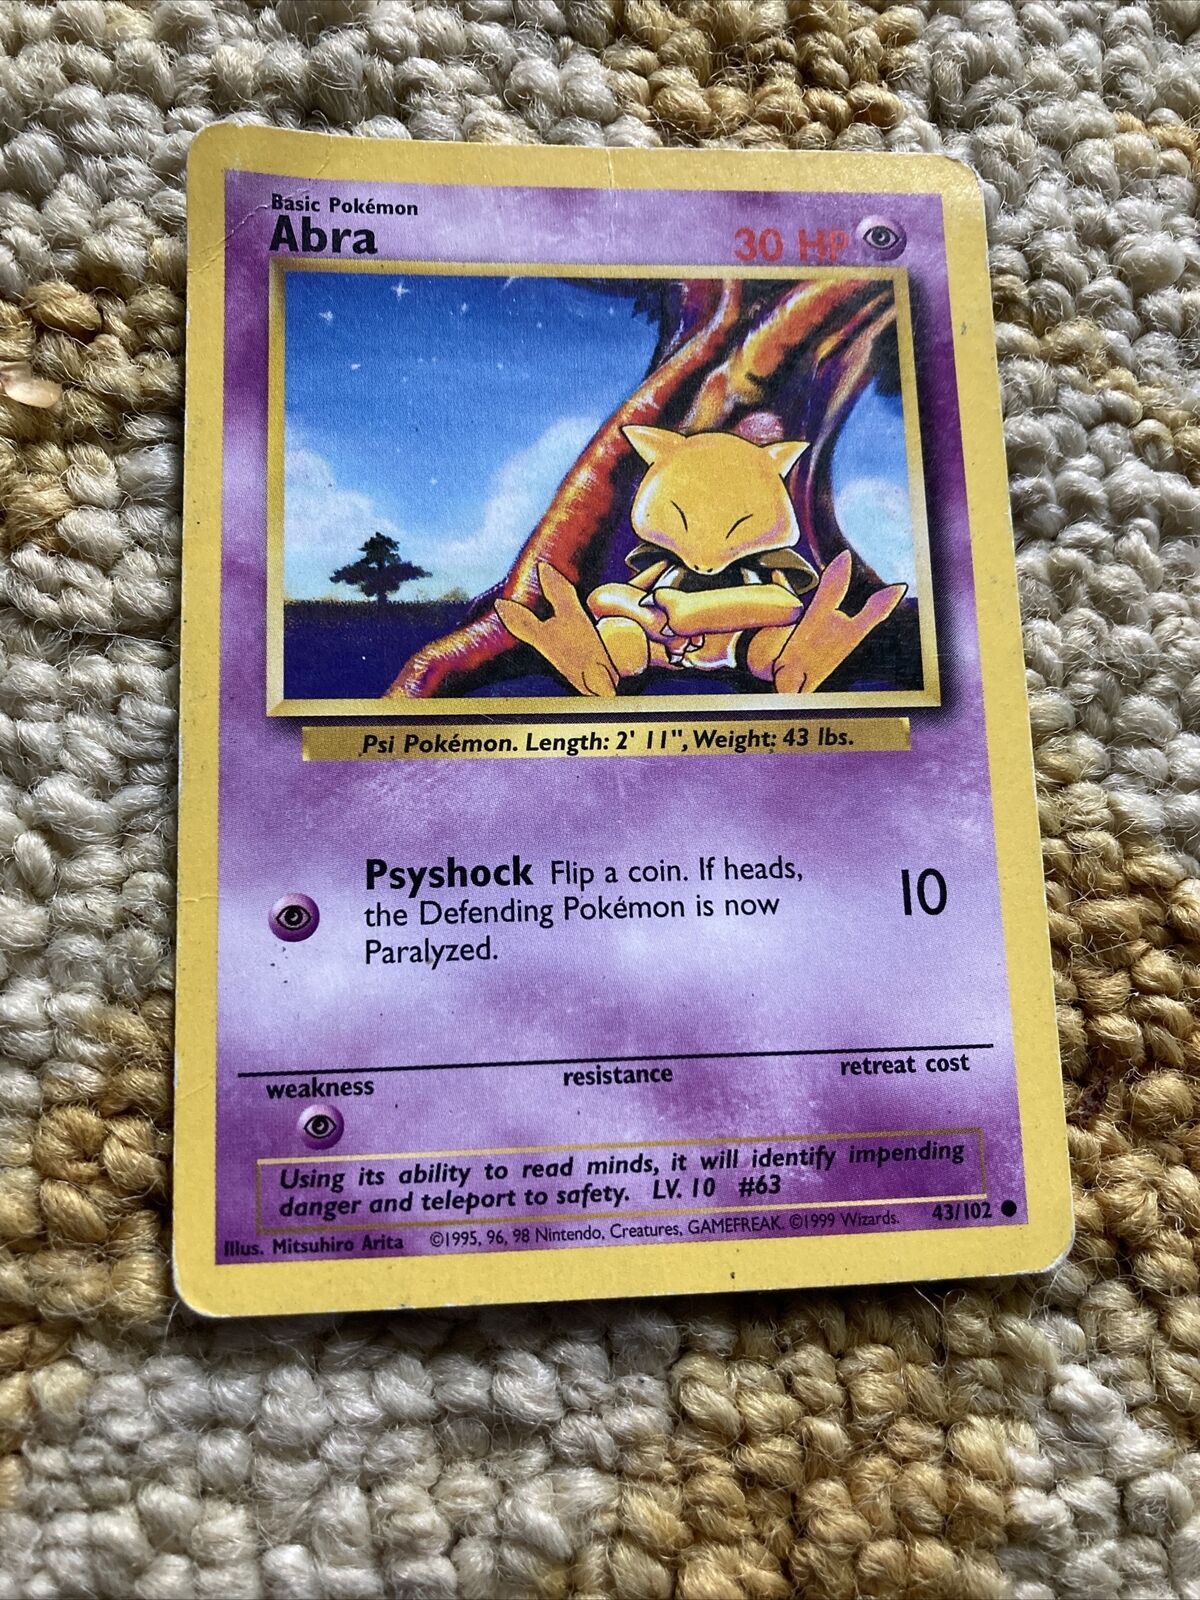 Basic Pokémon
Abra
30 HP
Psi Pokémon. Length: 2' 11", Weight: 43 lbs.
Psyshock Flip a coin. If heads,
the Defending Pokémon is now
Paralyzed.
10
weakness
resistance
retreat cost
Using its ability to read minds, it will identify impending
danger and teleport to safety. LV. 10 #63
Illus. Mitsuhiro Arita ©1995, 96, 98 Nintendo, Creatures, GAMEFREAK. ©1999 Wizards. 43/102